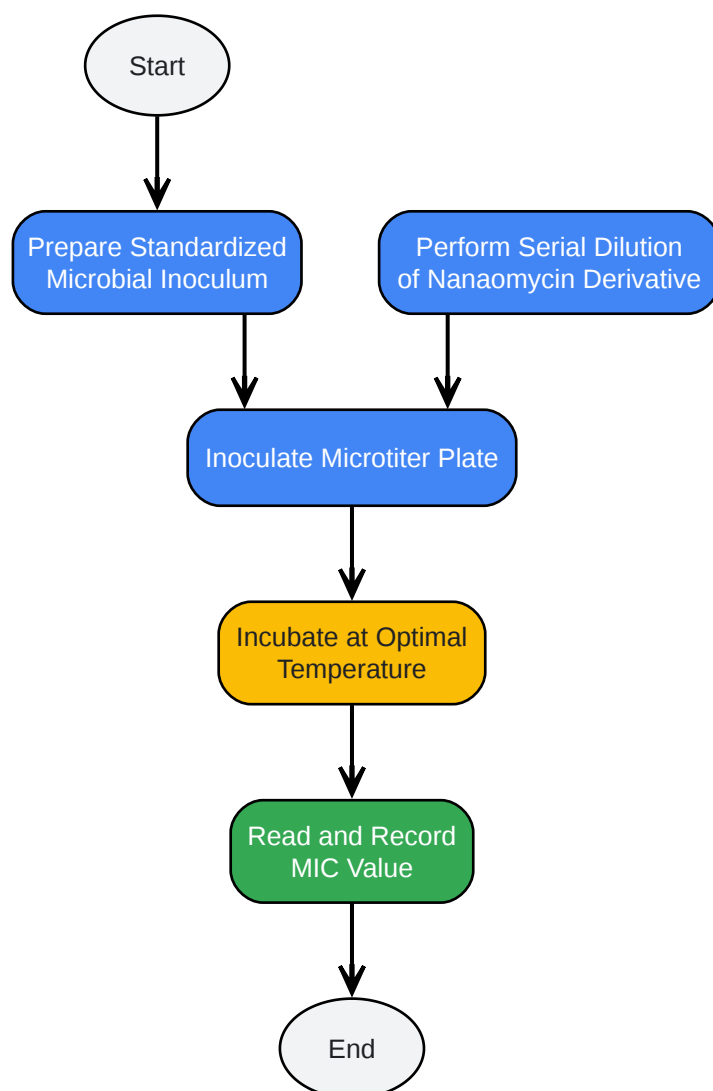 Start
Prepare Standardized
Microbial Inoculum
Perform Serial Dilution
of Nanaomycin Derivative
Inoculate Microtiter Plate
Incubate at Optimal
Temperature
Read and Record
MIC Value
End